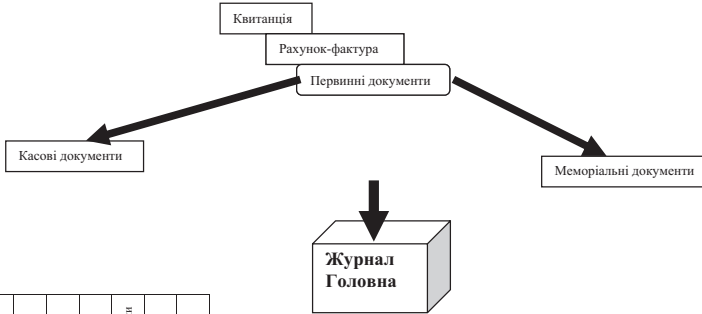 Квитанція
Рахунок-фактура
Первинні документи
Касові документи
Меморіальні документи
Журнал
Головна